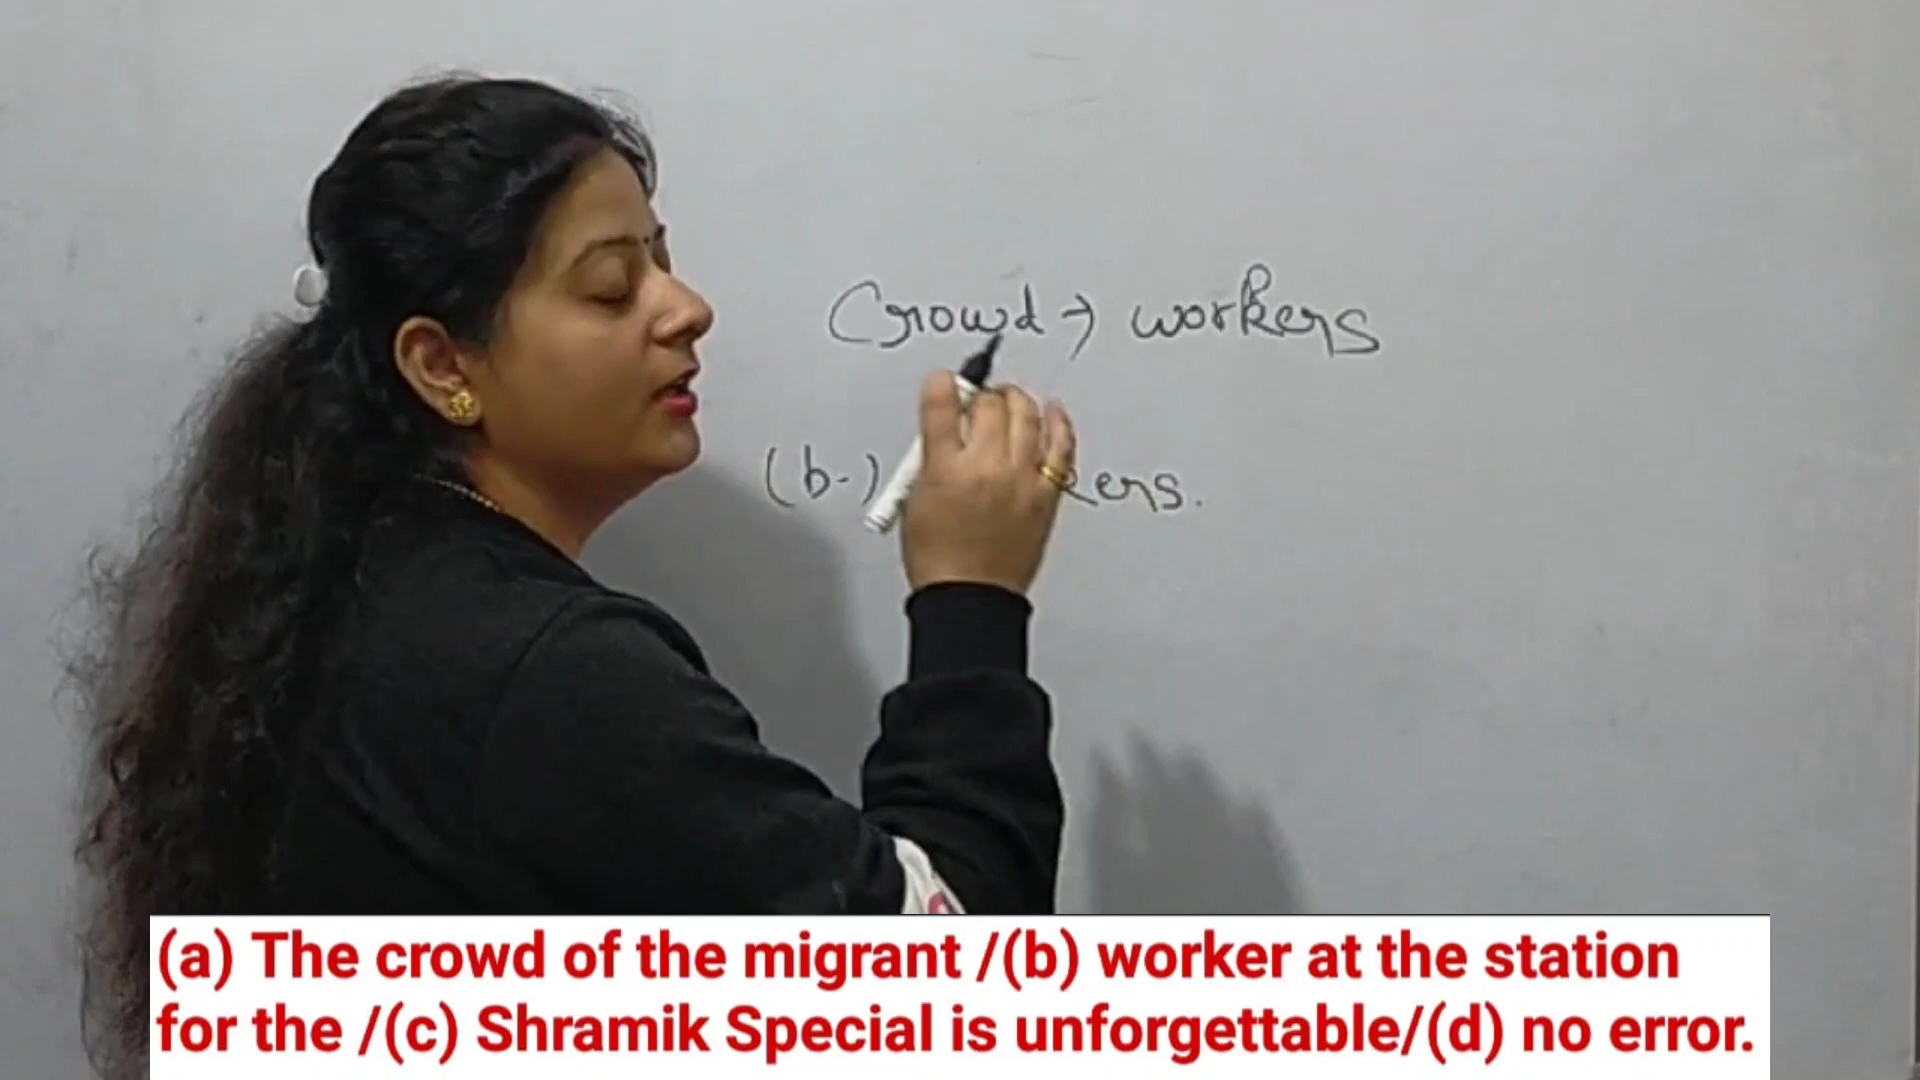 Crowd → workers
(b.) kers.
(a) The crowd of the migrant /(b) worker at the station
for the /(c) Shramik Special is unforgettable/(d) no error.